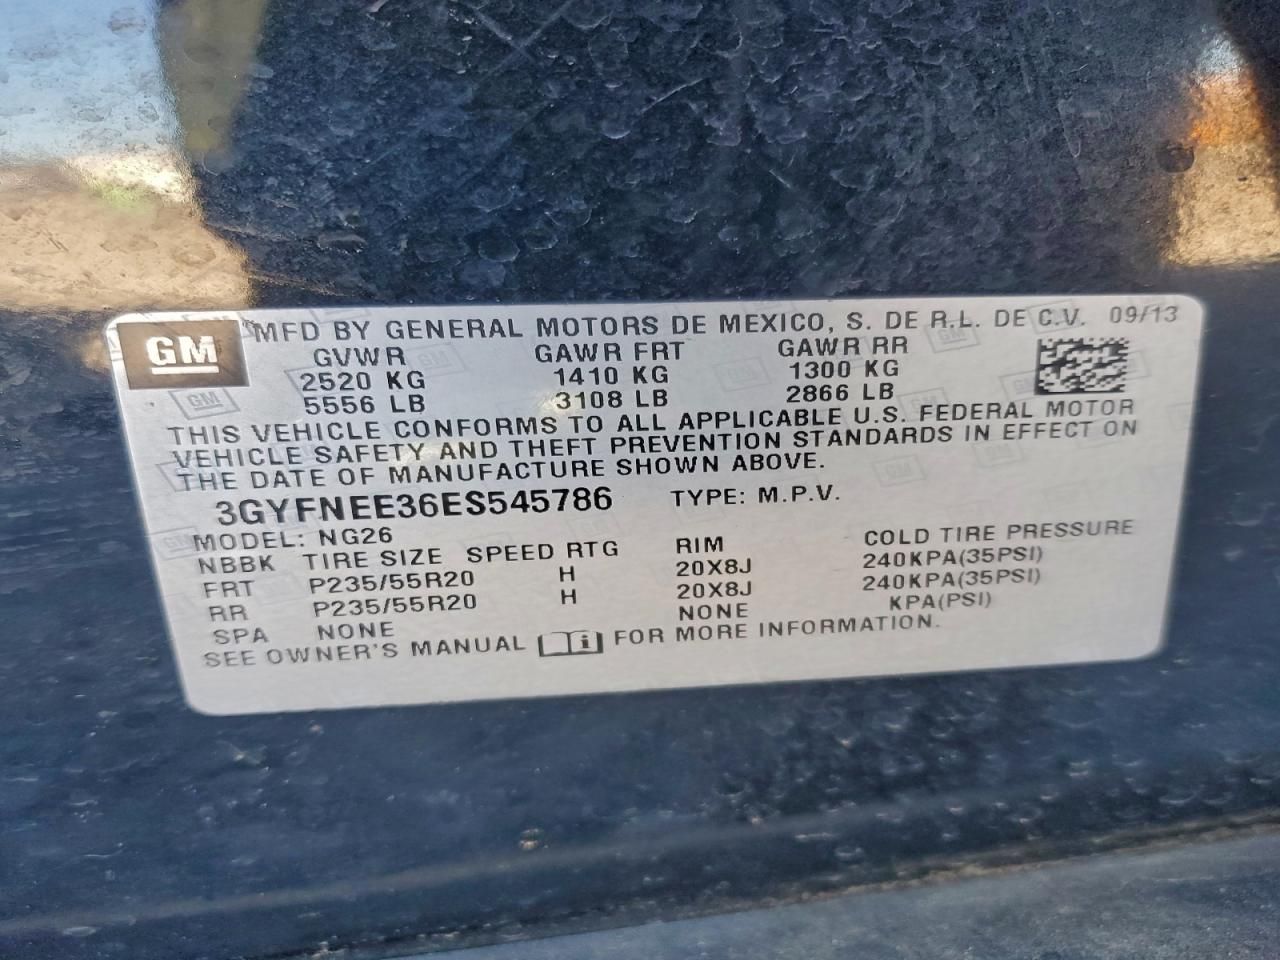 GM
MFD BY GENERAL MOTORS DE MEXICO, S. DE R.L. DE C.V. 09/13
GVWR GAWR FRT GAWR RR
2520 KG 1410 KG 1300 KG
5556 LB 3108 LB 2866 LB
THIS VEHICLE CONFORMS TO ALL APPLICABLE U.S. FEDERAL MOTOR
VEHICLE SAFETY AND THEFT PREVENTION STANDARDS IN EFFECT ON
THE DATE OF MANUFACTURE SHOWN ABOVE.
3GYFNEE36ES545786 TYPE: M.P.V.
MODEL: NG26
NBBK TIRE SIZE SPEED RTG RIM COLD TIRE PRESSURE
FRT P235/55R20 H 20X8J 240KPA(35PSI)
RR P235/55R20 H 20X8J 240KPA(35PSI)
SPA NONE NONE KPA(PSI)
SEE OWNER'S MANUAL i FOR MORE INFORMATION.